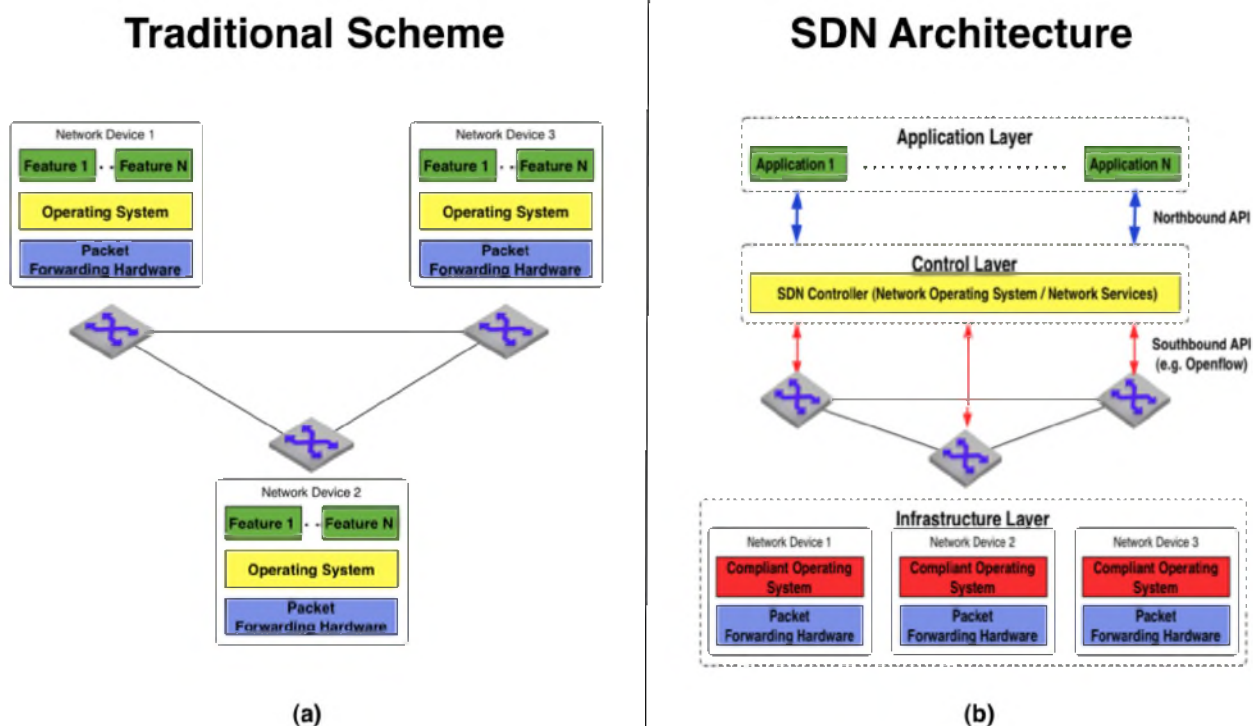 Traditional Scheme
Network Device 1
Feature 1 . . Feature N
Operating System
Packet
Forwarding Hardware
Network Device 3
Feature 1 . . Feature N
Operating System
Packet
Forwarding Hardware
Network Device 2
Feature 1 . . Feature N
Operating System
Packet
Forwarding Hardware
(a)
SDN Architecture
Application Layer
Application 1 . . . . . . . . . . . . . . . . . . . . Application N
Northbound API
Control Layer
SDN Controller (Network Operating System / Network Services)
Southbound API
(e.g. Openflow)
Infrastructure Layer
Network Device 1
Compliant Operating
System
Packet
Forwarding Hardware
Network Device 2
Compliant Operating
System
Packet
Forwarding Hardware
Network Device 3
Compliant Operating
System
Packet
Forwarding Hardware
(b)